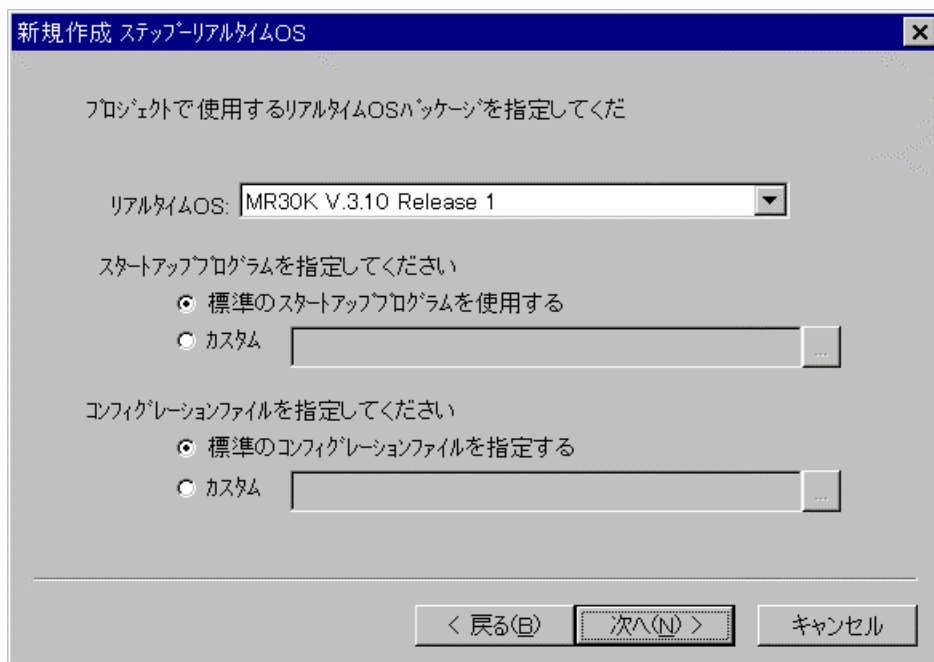 新規作成 ｽﾃｯﾌﾟｰﾘｱﾙﾀｲﾑOS
ﾌﾟﾛｼﾞｪｸﾄで使用するﾘｱﾙﾀｲﾑOSﾊﾟｯｹｰｼﾞを指定してくだ
ﾘｱﾙﾀｲﾑOS: MR30K V.3.10 Release 1
ｽﾀｰﾄｱｯﾌﾟﾌﾟﾛｸﾞﾗﾑを指定してください
標準のｽﾀｰﾄｱｯﾌﾟﾌﾟﾛｸﾞﾗﾑを使用する
ｶｽﾀﾑ ...
ｺﾝﾌｨｸﾞﾚｰｼｮﾝﾌｧｲﾙを指定してください
標準のｺﾝﾌｨｸﾞﾚｰｼｮﾝﾌｧｲﾙを指定する
ｶｽﾀﾑ ...
< 戻る(B) 次へ(N) > キャンセル